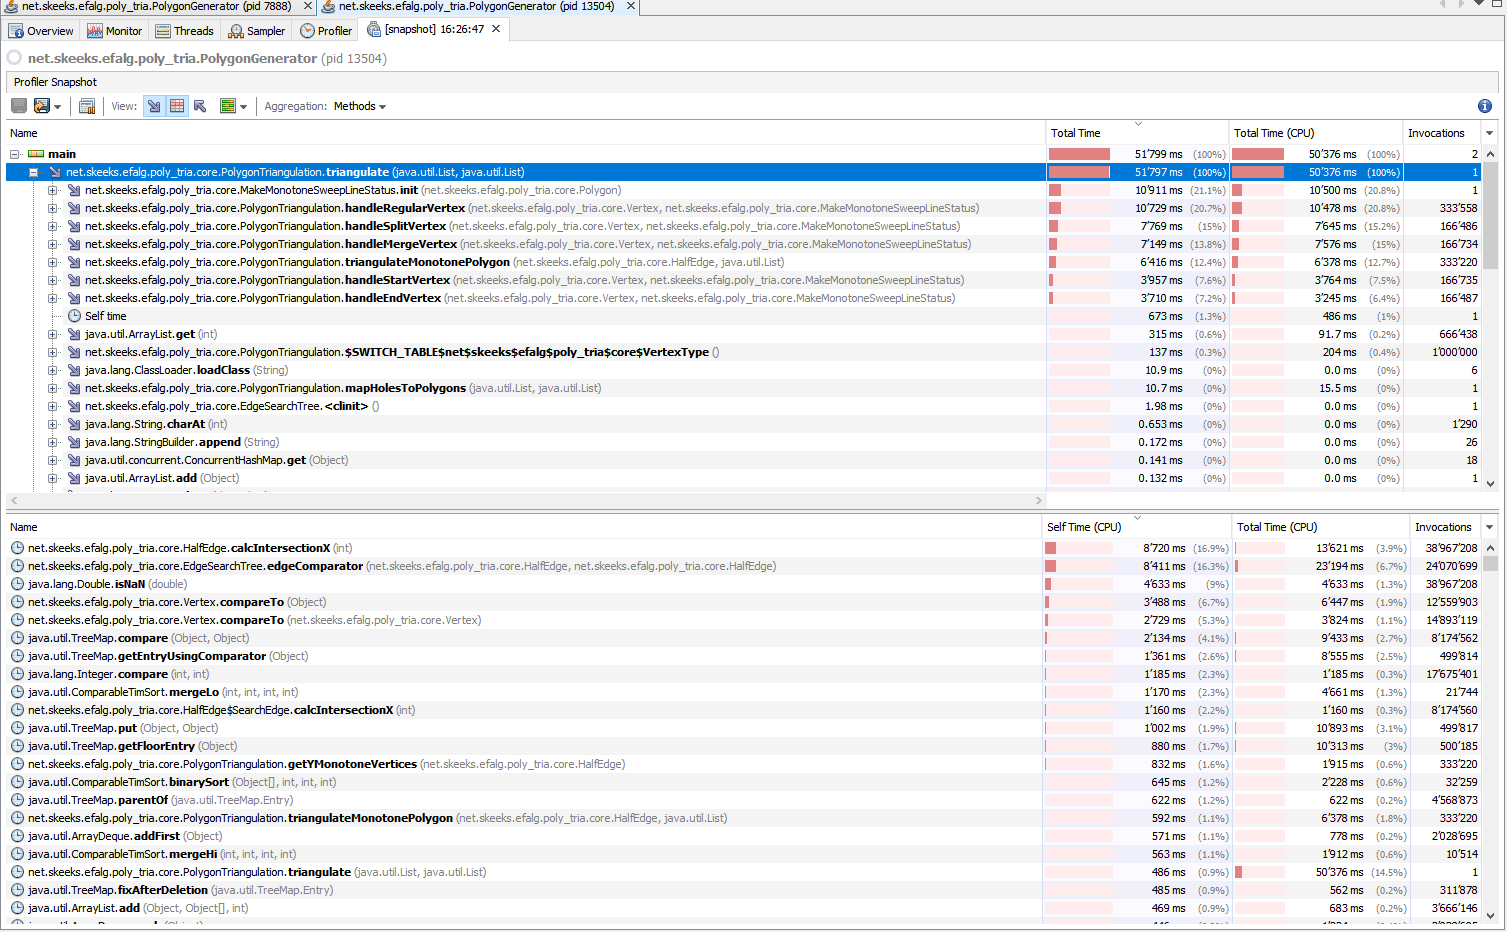 net.skeeks.efalg.poly_tria.PolygonGenerator (pid 7888) net.skeeks.efalg.poly_tria.PolygonGenerator (pid 13504)
Overview Monitor Threads Sampler Profiler [snapshot] 16:26:47
net.skeeks.efalg.poly_tria.PolygonGenerator (pid 13504)
Profiler Snapshot
View: Aggregation: Methods
Name Total Time Total Time (CPU) Invocations
main 51'799 ms (100%) 50'376 ms (100%) 2
net.skeeks.efalg.poly_tria.core.PolygonTriangulation.triangulate (java.util.List, java.util.List) 51'797 ms (100%) 50'376 ms (100%) 1
net.skeeks.efalg.poly_tria.core.MakeMonotoneSweepLineStatus.init (net.skeeks.efalg.poly_tria.core.Polygon) 10'911 ms (21.1%) 10'500 ms (20.8%) 1
net.skeeks.efalg.poly_tria.core.PolygonTriangulation.handleRegularVertex (net.skeeks.efalg.poly_tria.core.Vertex, net.skeeks.efalg.poly_tria.core.MakeMonotoneSweepLineStatus) 10'729 ms (20.7%) 10'478 ms (20.8%) 333'558
net.skeeks.efalg.poly_tria.core.PolygonTriangulation.handleSplitVertex (net.skeeks.efalg.poly_tria.core.Vertex, net.skeeks.efalg.poly_tria.core.MakeMonotoneSweepLineStatus) 7'769 ms (15%) 7'645 ms (15.2%) 166'486
net.skeeks.efalg.poly_tria.core.PolygonTriangulation.handleMergeVertex (net.skeeks.efalg.poly_tria.core.Vertex, net.skeeks.efalg.poly_tria.core.MakeMonotoneSweepLineStatus) 7'149 ms (13.8%) 7'576 ms (15%) 166'734
net.skeeks.efalg.poly_tria.core.PolygonTriangulation.triangulateMonotonePolygon (net.skeeks.efalg.poly_tria.core.HalfEdge, java.util.List) 6'416 ms (12.4%) 6'378 ms (12.7%) 333'220
net.skeeks.efalg.poly_tria.core.PolygonTriangulation.handleStartVertex (net.skeeks.efalg.poly_tria.core.Vertex, net.skeeks.efalg.poly_tria.core.MakeMonotoneSweepLineStatus) 3'957 ms (7.6%) 3'764 ms (7.5%) 166'735
net.skeeks.efalg.poly_tria.core.PolygonTriangulation.handleEndVertex (net.skeeks.efalg.poly_tria.core.Vertex, net.skeeks.efalg.poly_tria.core.MakeMonotoneSweepLineStatus) 3'710 ms (7.2%) 3'245 ms (6.4%) 166'487
Self time 673 ms (1.3%) 486 ms (1%) 1
java.util.ArrayList.get (int) 315 ms (0.6%) 91.7 ms (0.2%) 666'438
net.skeeks.efalg.poly_tria.core.PolygonTriangulation.$SWITCH_TABLE$net$skeeks$efalg$poly_tria$core$VertexType () 137 ms (0.3%) 204 ms (0.4%) 1'000'000
java.lang.ClassLoader.loadClass (String) 10.9 ms (0%) 0.0 ms (0%) 6
net.skeeks.efalg.poly_tria.core.PolygonTriangulation.mapHolesToPolygons (java.util.List, java.util.List) 10.7 ms (0%) 15.5 ms (0%) 1
net.skeeks.efalg.poly_tria.core.EdgeSearchTree.<clinit> () 1.98 ms (0%) 0.0 ms (0%) 1
java.lang.String.charAt (int) 0.653 ms (0%) 0.0 ms (0%) 1'290
java.lang.StringBuilder.append (String) 0.172 ms (0%) 0.0 ms (0%) 26
java.util.concurrent.ConcurrentHashMap.get (Object) 0.141 ms (0%) 0.0 ms (0%) 18
java.util.ArrayList.add (Object) 0.132 ms (0%) 0.0 ms (0%) 1
Name Self Time (CPU) Total Time (CPU) Invocations
net.skeeks.efalg.poly_tria.core.HalfEdge.calcIntersectionX (int) 8'720 ms (16.9%) 13'621 ms (3.9%) 38'967'208
net.skeeks.efalg.poly_tria.core.EdgeSearchTree.edgeComparator (net.skeeks.efalg.poly_tria.core.HalfEdge, net.skeeks.efalg.poly_tria.core.HalfEdge) 8'411 ms (16.3%) 23'194 ms (6.7%) 24'070'699
java.lang.Double.isNaN (double) 4'633 ms (9%) 4'633 ms (1.3%) 38'967'208
net.skeeks.efalg.poly_tria.core.Vertex.compareTo (Object) 3'488 ms (6.7%) 6'447 ms (1.9%) 12'559'903
net.skeeks.efalg.poly_tria.core.Vertex.compareTo (net.skeeks.efalg.poly_tria.core.Vertex) 2'729 ms (5.3%) 3'824 ms (1.1%) 14'893'119
java.util.TreeMap.compare (Object, Object) 2'134 ms (4.1%) 9'433 ms (2.7%) 8'174'562
java.util.TreeMap.getEntryUsingComparator (Object) 1'361 ms (2.6%) 8'555 ms (2.5%) 499'814
java.lang.Integer.compare (int, int) 1'185 ms (2.3%) 1'185 ms (0.3%) 17'675'401
java.util.ComparableTimSort.mergeLo (int, int, int, int) 1'170 ms (2.3%) 4'661 ms (1.3%) 21'744
net.skeeks.efalg.poly_tria.core.HalfEdge$SearchEdge.calcIntersectionX (int) 1'160 ms (2.2%) 1'160 ms (0.3%) 8'174'560
java.util.TreeMap.put (Object, Object) 1'002 ms (1.9%) 10'893 ms (3.1%) 499'817
java.util.TreeMap.getFloorEntry (Object) 880 ms (1.7%) 10'313 ms (3%) 500'185
net.skeeks.efalg.poly_tria.core.PolygonTriangulation.getYMonotoneVertices (net.skeeks.efalg.poly_tria.core.HalfEdge) 832 ms (1.6%) 1'915 ms (0.6%) 333'220
java.util.ComparableTimSort.binarySort (Object[], int, int, int) 645 ms (1.2%) 2'228 ms (0.6%) 32'259
java.util.TreeMap.parentOf (java.util.TreeMap.Entry) 622 ms (1.2%) 622 ms (0.2%) 4'568'873
net.skeeks.efalg.poly_tria.core.PolygonTriangulation.triangulateMonotonePolygon (net.skeeks.efalg.poly_tria.core.HalfEdge, java.util.List) 592 ms (1.1%) 6'378 ms (1.8%) 333'220
java.util.ArrayDeque.addFirst (Object) 571 ms (1.1%) 778 ms (0.2%) 2'028'695
java.util.ComparableTimSort.mergeHi (int, int, int, int) 563 ms (1.1%) 1'912 ms (0.6%) 10'514
net.skeeks.efalg.poly_tria.core.PolygonTriangulation.triangulate (java.util.List, java.util.List) 486 ms (0.9%) 50'376 ms (14.5%) 1
java.util.TreeMap.fixAfterDeletion (java.util.TreeMap.Entry) 485 ms (0.9%) 562 ms (0.2%) 311'878
java.util.ArrayList.add (Object, Object[], int) 469 ms (0.9%) 683 ms (0.2%) 3'666'146